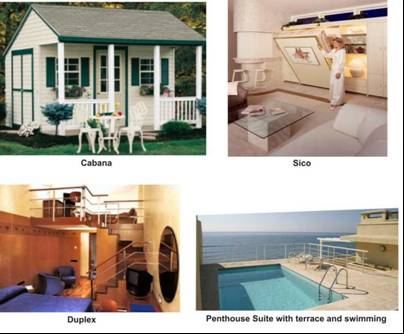 Cabana
Sico
Duplex
Penthouse Suite with terrace and swimming